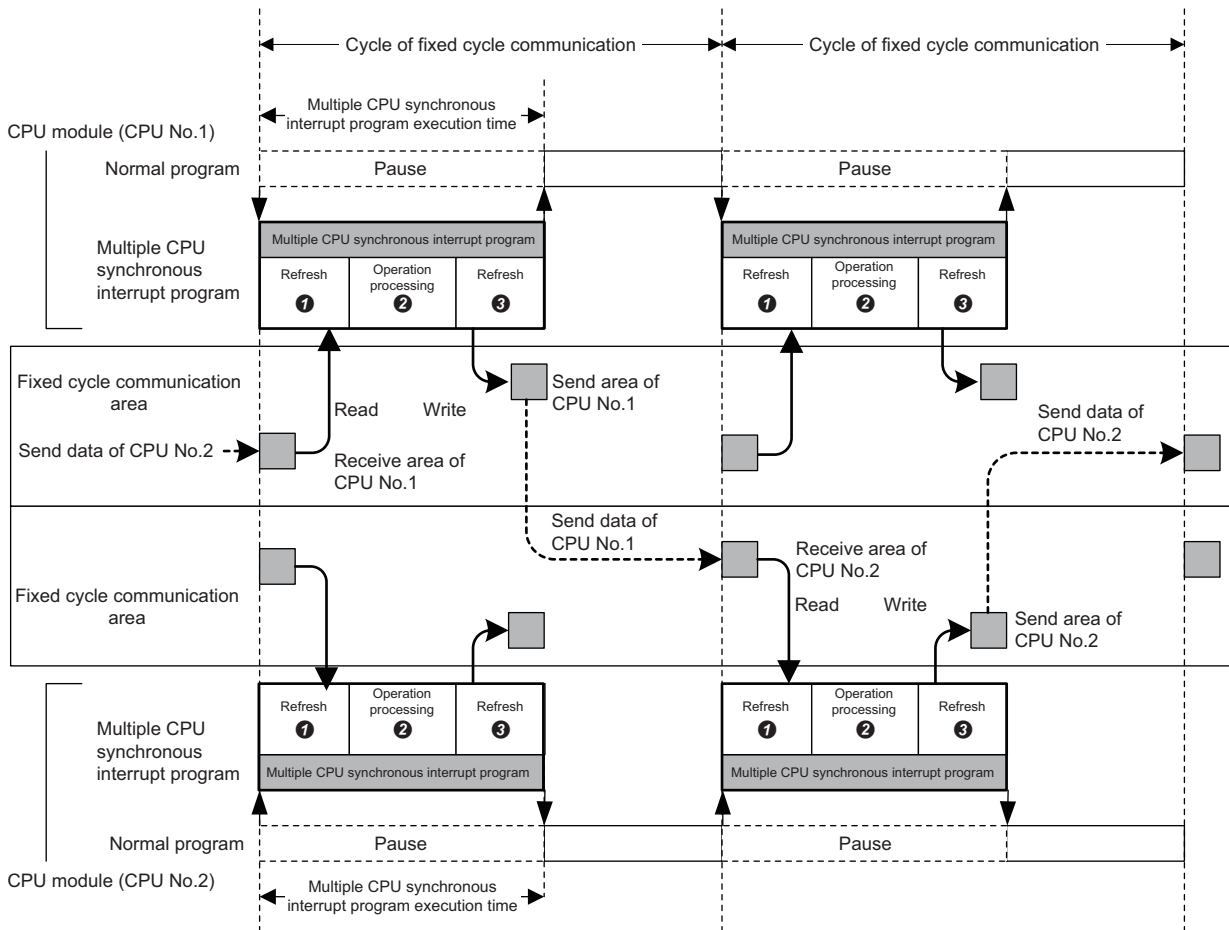 Cycle of fixed cycle communication
Cycle of fixed cycle communication
Multiple CPU synchronous
interrupt program execution time
CPU module (CPU No.1)
Normal program
Pause
Pause
Multiple CPU
synchronous
interrupt program
Multiple CPU synchronous interrupt program
Refresh
1
Operation
processing
2
Refresh
3
Multiple CPU synchronous interrupt program
Refresh
1
Operation
processing
2
Refresh
3
Fixed cycle communication
area
Read
Write
Send area of
CPU No.1
Send data of CPU No.2
Receive area of
CPU No.1
Send data of
CPU No.2
Send data of
CPU No.1
Receive area of
CPU No.2
Fixed cycle communication
area
Read
Write
Send area of
CPU No.2
Multiple CPU
synchronous
interrupt program
Refresh
1
Operation
processing
2
Refresh
3
Multiple CPU synchronous interrupt program
Refresh
1
Operation
processing
2
Refresh
3
Multiple CPU synchronous interrupt program
Normal program
Pause
Pause
CPU module (CPU No.2)
Multiple CPU synchronous
interrupt program execution time